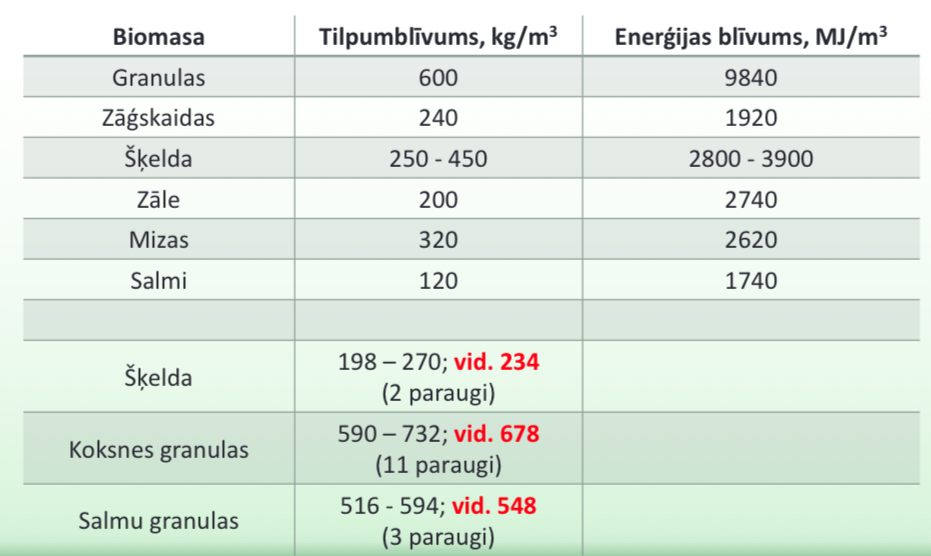 Biomasa Tilpumblīvums, kg/m³ Enerģijas blīvums, MJ/m³
Granulas 600 9840
Zāģskaidas 240 1920
Šķelda 250 - 450 2800 - 3900
Zāle 200 2740
Mizas 320 2620
Salmi 120 1740
Šķelda 198 – 270; vid. 234
(2 paraugi)
Koksnes granulas 590 – 732; vid. 678
(11 paraugi)
Salmu granulas 516 - 594; vid. 548
(3 paraugi)